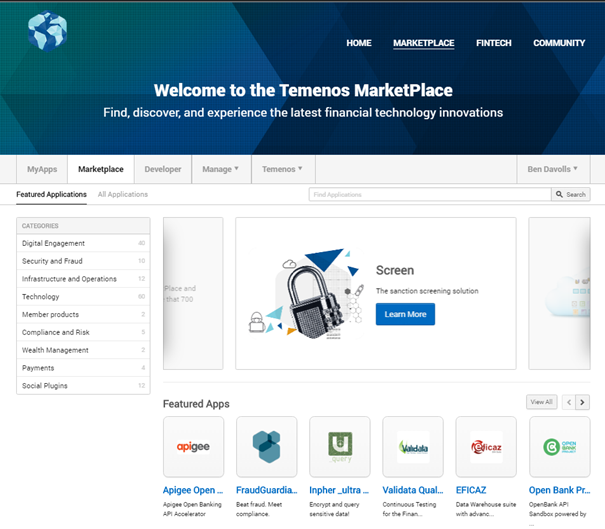 HOME MARKETPLACE FINTECH COMMUNITY
Welcome to the Temenos MarketPlace
Find, discover, and experience the latest financial technology innovations
MyApps Marketplace Developer Manage Temenos Ben Davolls
Featured Applications All Applications Find Applications Search
CATEGORIES
Digital Engagement 40
Security and Fraud 10
Infrastructure and Operations 12
Technology 60
Member products 2
Compliance and Risk 5
Wealth Management 2
Payments 4
Social Plugins 12
Place and
that 700
Screen
The sanction screening solution
Learn More
Featured Apps View All
apigee
U
query
Validata
eficaz
OPEN
BANK
PROJECT
Apigee Open ... FraudGuardia... Inpher _ultra ... Validata Qual... EFICAZ Open Bank Pr...
Apigee Open Banking
API Accelerator
Beat fraud. Meet
compliance.
Encrypt and query
sensitive data!
Continuous Testing
for the Finan...
Data Warehouse suite
with advanc...
OpenBank API
Sandbox powered by
...